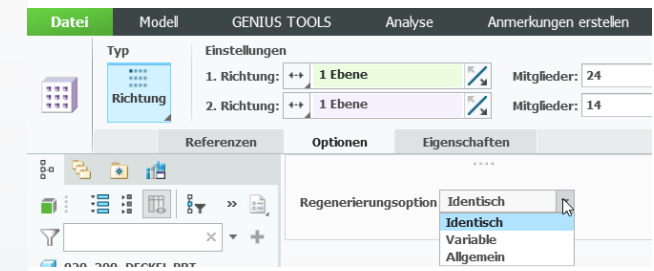 Datei Modell GENIUS TOOLS Analyse Anmerkungen erstellen
Typ Einstellungen
Richtung
1. Richtung: 1 Ebene Mitglieder: 24
2. Richtung: 1 Ebene Mitglieder: 14
Referenzen Optionen Eigenschaften
Regenerierungsoption Identisch
Identisch
Variable
Allgemein